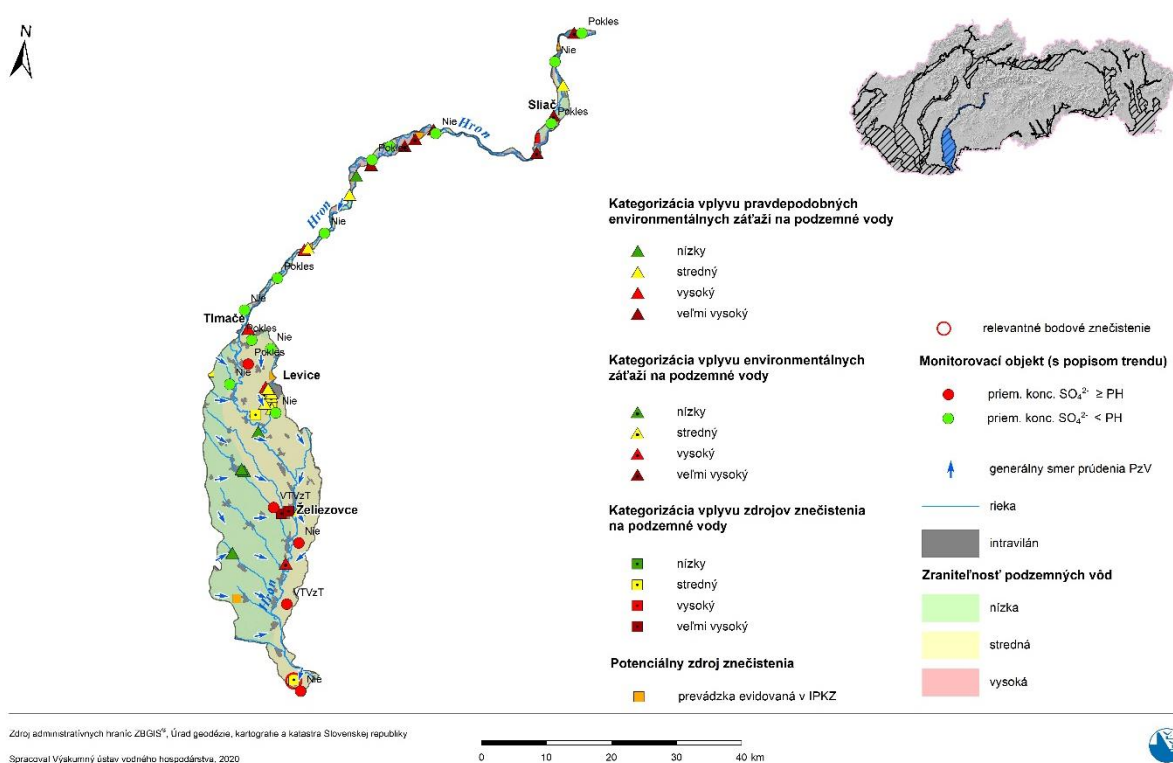 N
Pokles
Nie
Sliač
Pokles
Nie
Hron
Pokles
Hron
Nie
Pokles
Nie
Tlmače
Pokles
Nie
Pokles
Nie
Levice
Nie
VTVzT
Želiezovce
Nie
VTVzT
Hron
Nie
Kategorizácia vplyvu pravdepodobných
environmentálnych záťaží na podzemné vody
nízky
stredný
vysoký
veľmi vysoký
Kategorizácia vplyvu environmentálnych
záťaží na podzemné vody
nízky
stredný
vysoký
veľmi vysoký
Kategorizácia vplyvu zdrojov znečistenia
na podzemné vody
nízky
stredný
vysoký
veľmi vysoký
Potenciálny zdroj znečistenia
prevádzka evidovaná v IPKZ
relevantné bodové znečistenie
Monitorovací objekt (s popisom trendu)
priem. konc. SO₄²⁻ ≥ PH
priem. konc. SO₄²⁻ < PH
generálny smer prúdenia PzV
rieka
intravilán
Zraniteľnosť podzemných vôd
nízka
stredná
vysoká
Zdroj administratívnych hraníc ZBGIS®, Úrad geodézie, kartografie a katastra Slovenskej republiky
Spracoval Výskumný ústav vodného hospodárstva, 2020
0 10 20 30 40 km